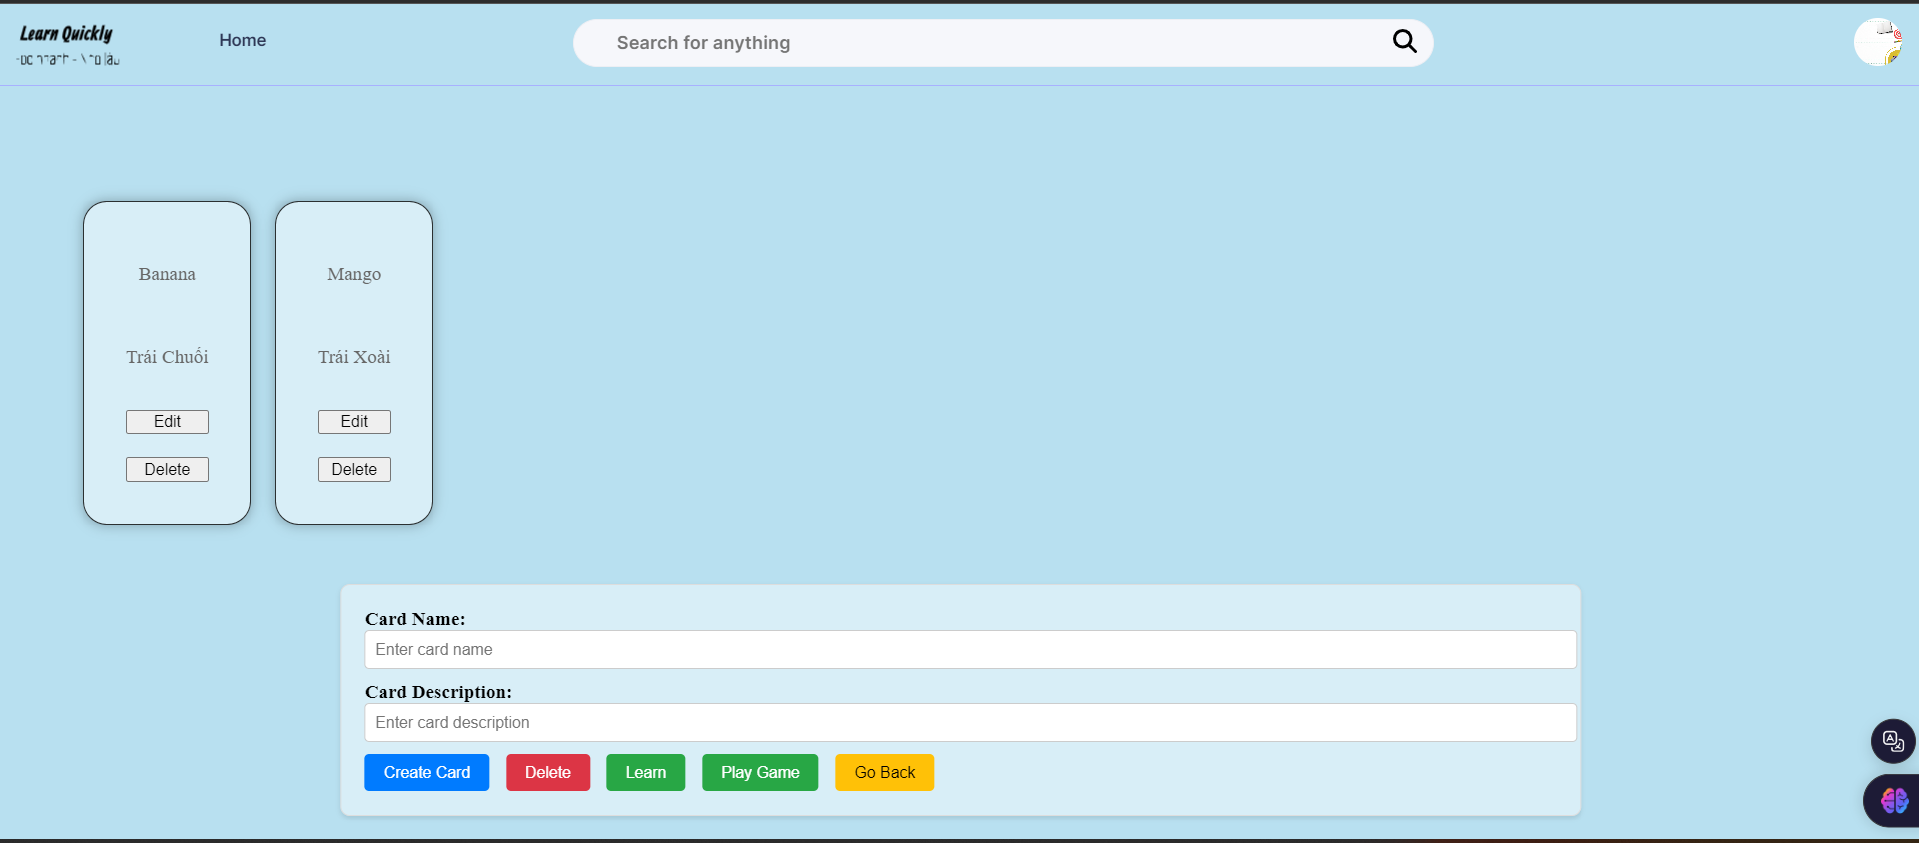 Learn Quickly
Home
Search for anything
Banana
Mango
Trái Chuối
Trái Xoài
Edit
Edit
Delete
Delete
Card Name:
Enter card name
Card Description:
Enter card description
Create Card
Delete
Learn
Play Game
Go Back